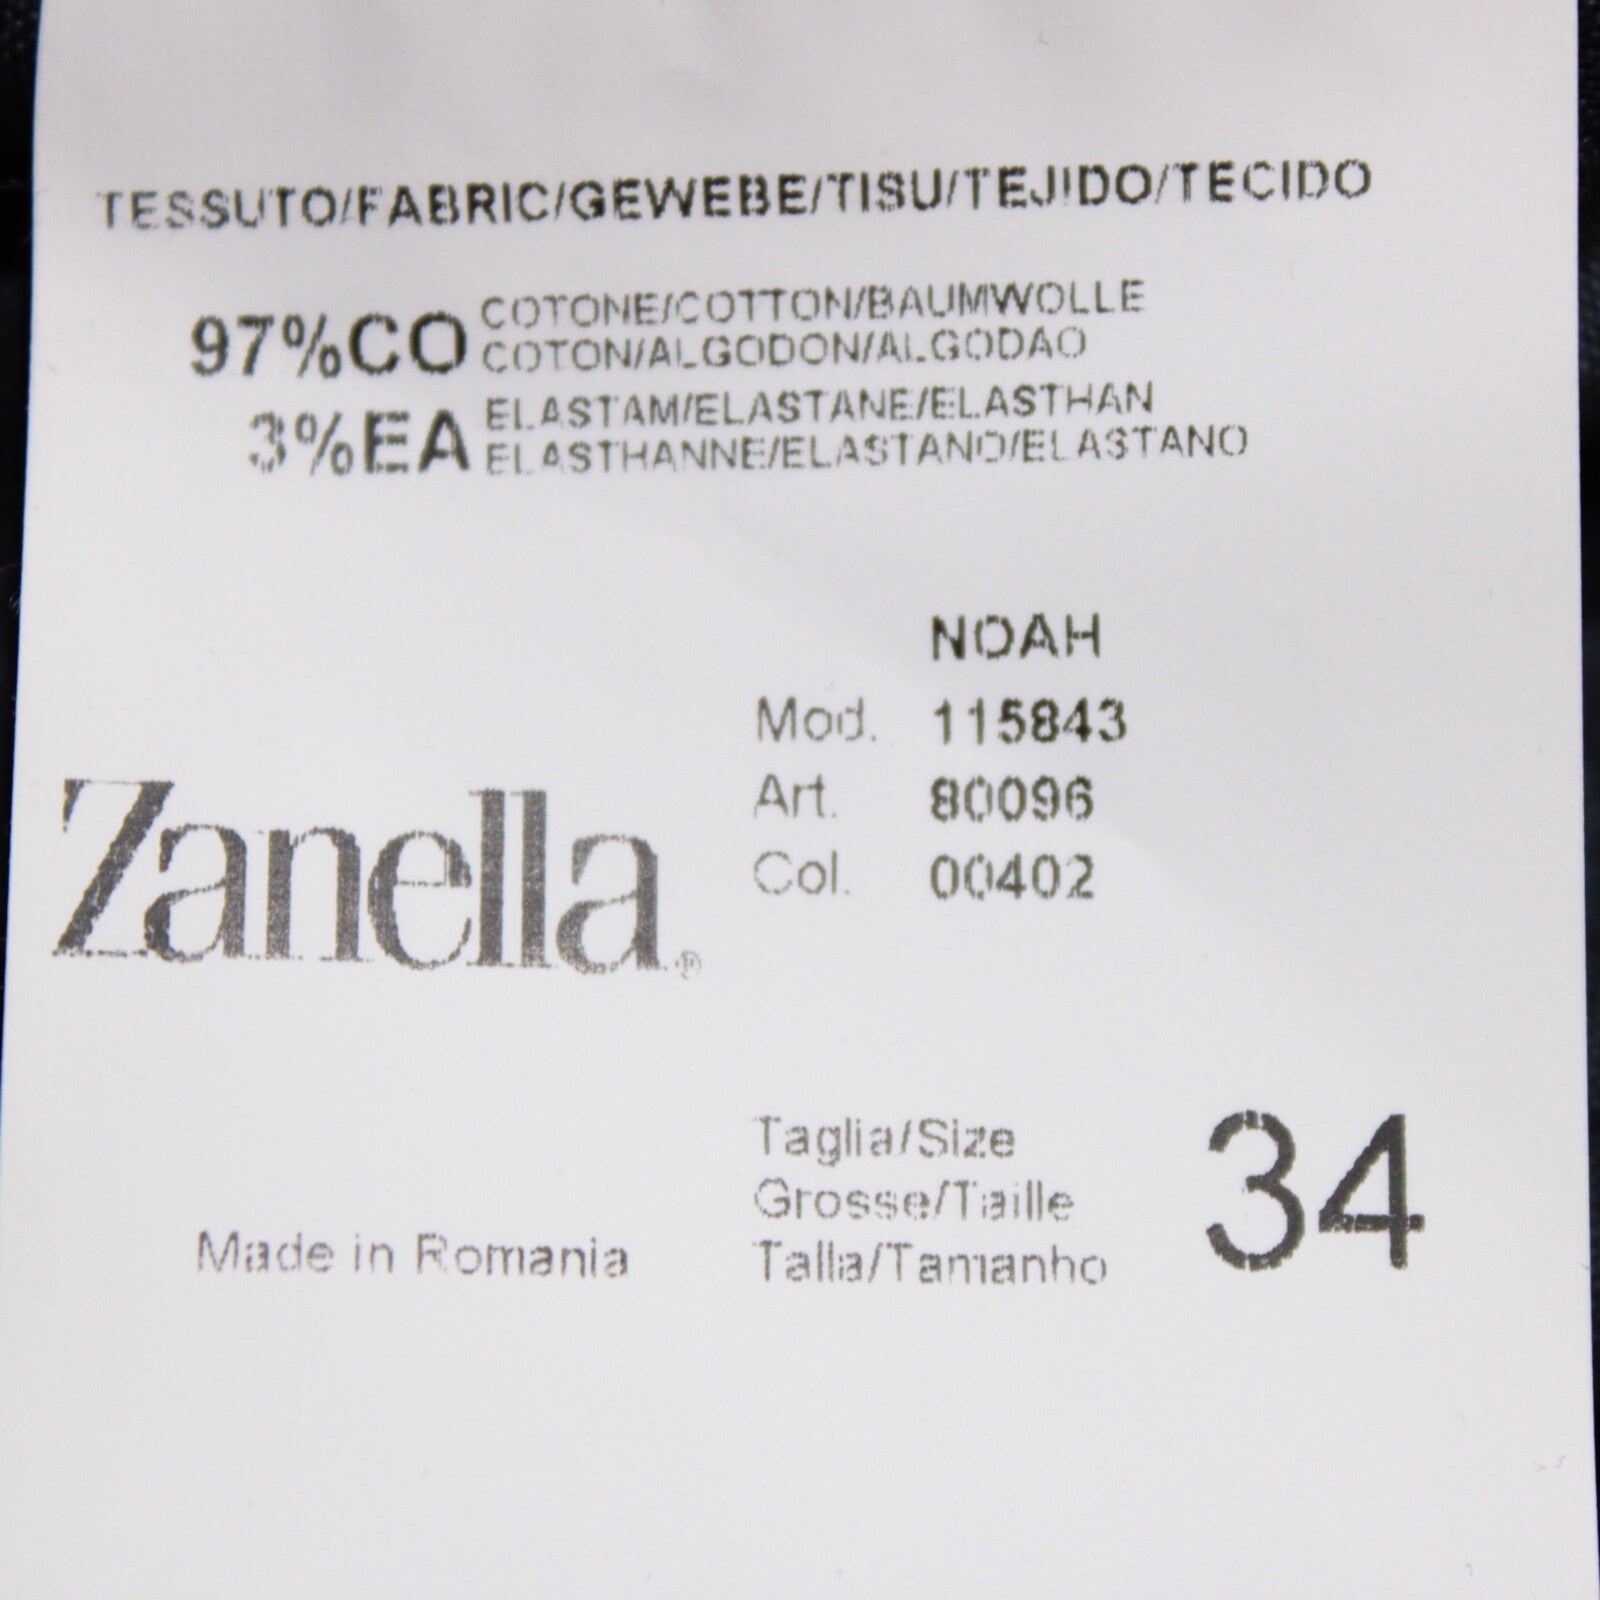 TESSUTO/FABRIC/GEWEBE/TISU/TEJIDO/TECIDO
97%CO COTONE/COTTON/BAUMWOLLE
COTON/ALGODON/ALGODAO
3%EA ELASTAM/ELASTANE/ELASTHAN
ELASTHANNE/ELASTANO/ELASTANO
NOAH
Mod. 115843
Art. 80096
Col. 00402
Zanella®
Taglia/Size
Grosse/Taille
Talla/Tamanho
34
Made in Romania